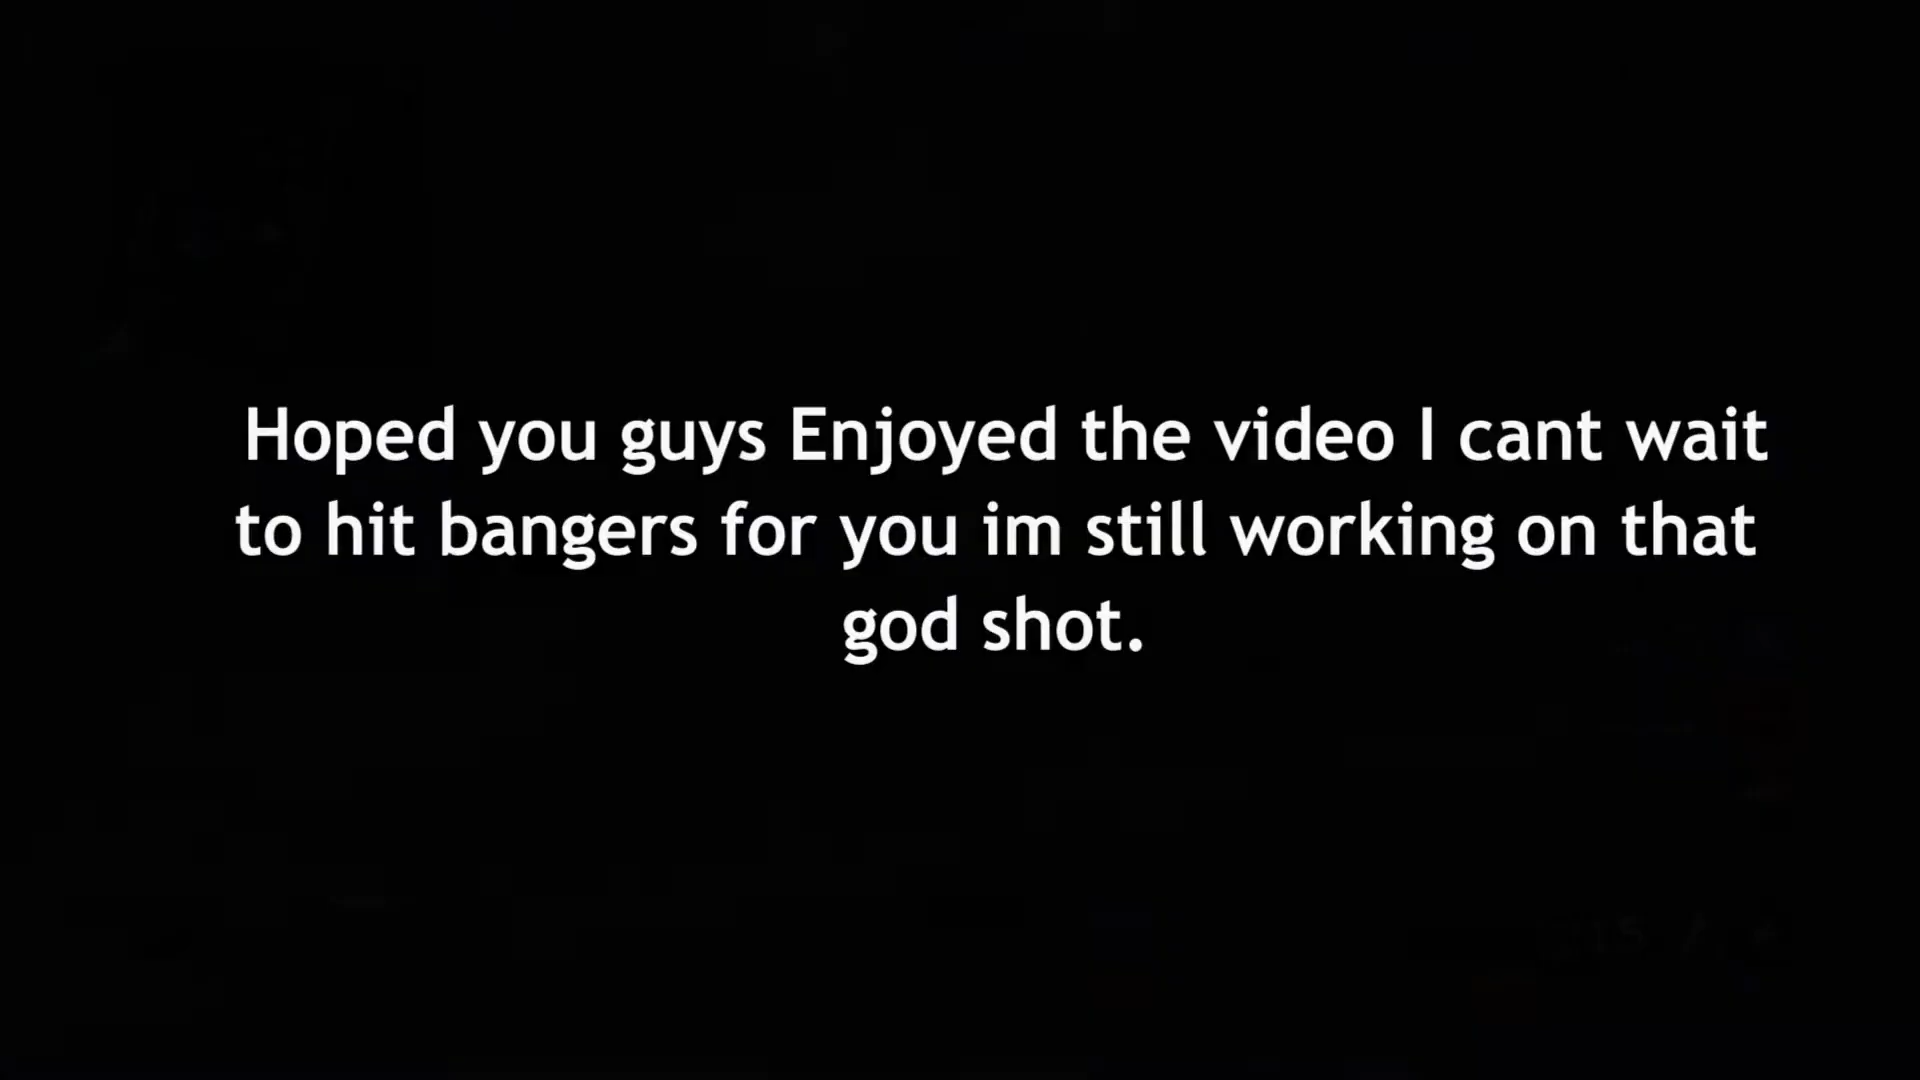 Hoped you guys Enjoyed the video I cant wait
to hit bangers for you im still working on that
god shot.